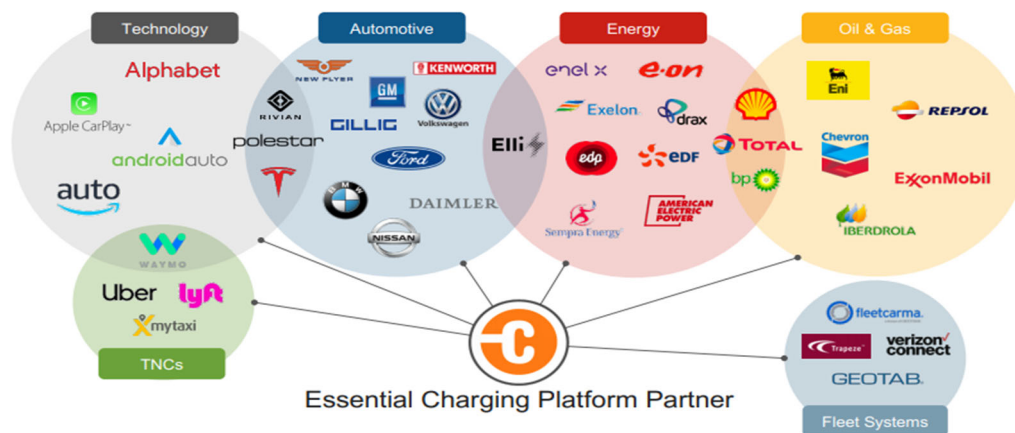 Technology
Automotive
Energy
Oil & Gas
Alphabet
Apple CarPlay
androidauto
auto
WAYMO
RIVIAN
polestar
NEW FLYER
GM
KENWORTH
GILLIG
Volkswagen
Ford
BMW
DAIMLER
NISSAN
Elli
enel x
e·on
Exelon
drax
edp
EDF
Sempra Energy
AMERICAN
ELECTRIC
POWER
TOTAL
bp
Eni
REPSOL
Chevron
ExxonMobil
IBERDROLA
Uber
lyft
mytaxi
TNCs
C
Essential Charging Platform Partner
fleetcarma
Trapeze
verizon
connect
GEOTAB
Fleet Systems